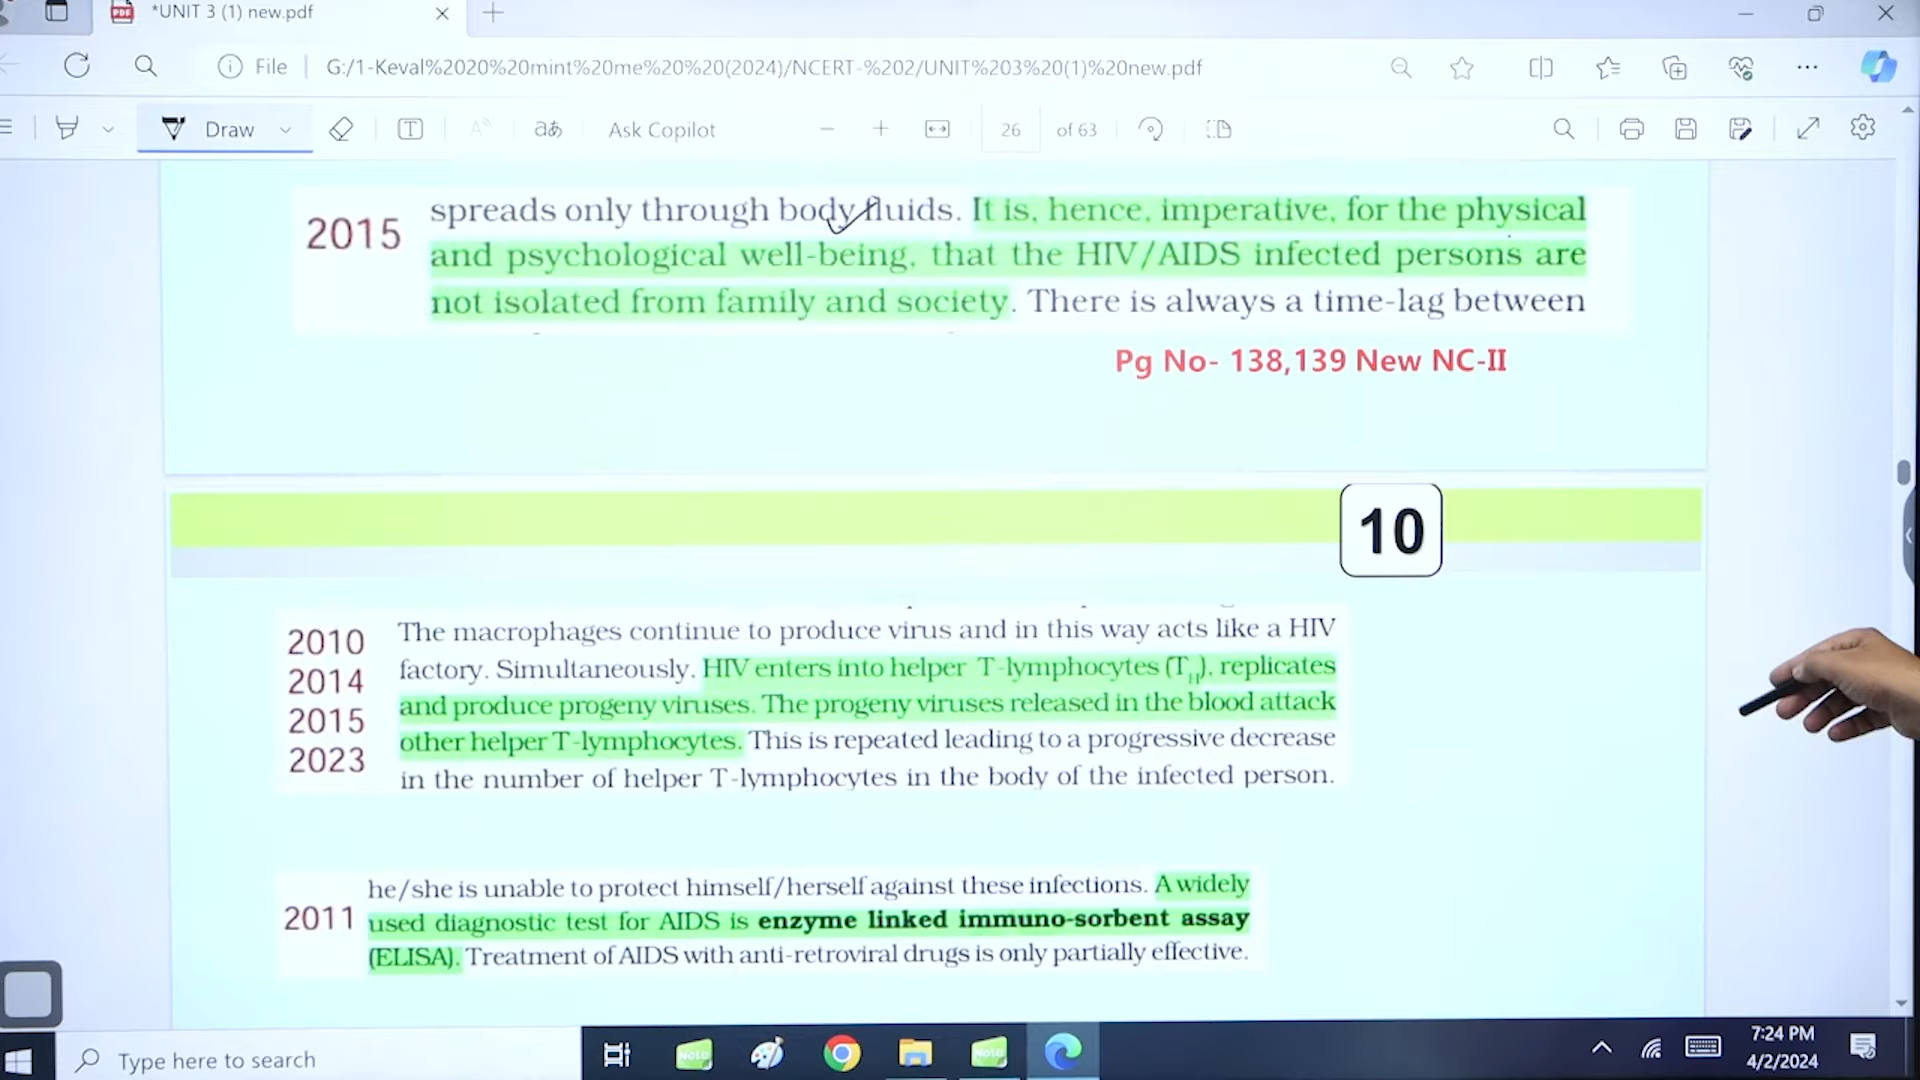 *UNIT 3 (1) new.pdf
File
G:/1-Keval%2020%20mint%20me%20%20(2024)/NCERT-%202/UNIT%203%20(1)%20new.pdf
Draw
aあ
Ask Copilot
26
of 63
2015
spreads only through body fluids. It is, hence, imperative, for the physical
and psychological well-being, that the HIV/AIDS infected persons are
not isolated from family and society. There is always a time-lag between
Pg No- 138,139 New NC-II
10
2010
2014
2015
2023
The macrophages continue to produce virus and in this way acts like a HIV
factory. Simultaneously, HIV enters into helper T-lymphocytes (TH), replicates
and produce progeny viruses. The progeny viruses released in the blood attack
other helper T-lymphocytes. This is repeated leading to a progressive decrease
in the number of helper T-lymphocytes in the body of the infected person.
2011
he/she is unable to protect himself/herself against these infections. A widely
used diagnostic test for AIDS is enzyme linked immuno-sorbent assay
(ELISA). Treatment of AIDS with anti-retroviral drugs is only partially effective.
Type here to search
7:24 PM
4/2/2024